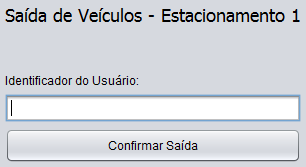 Saída de Veículos - Estacionamento 1
Identificador do Usuário:
Confirmar Saída